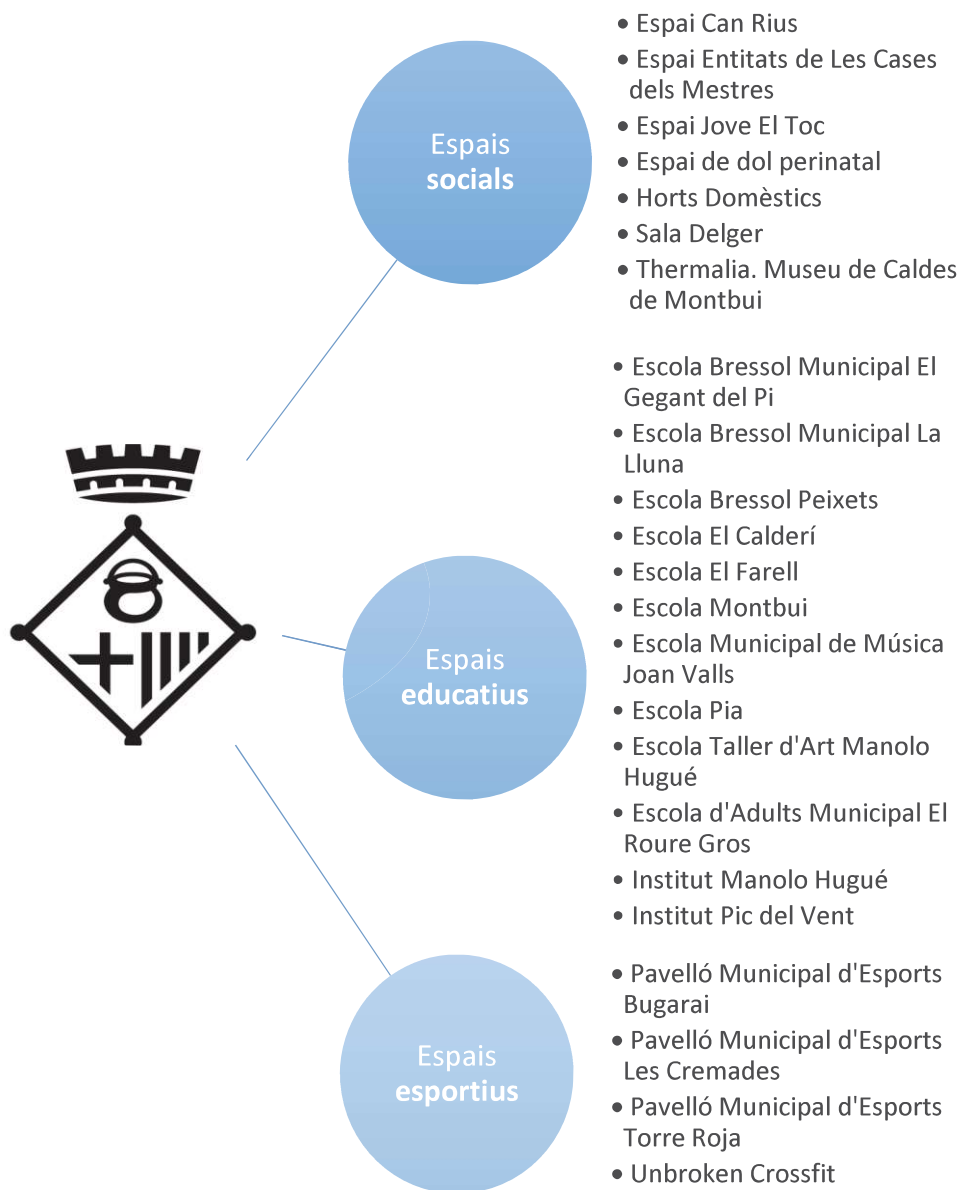 Espais
socials
• Espai Can Rius
• Espai Entitats de Les Cases
dels Mestres
• Espai Jove El Toc
• Espai de dol perinatal
• Horts Domèstics
• Sala Delger
• Thermalia. Museu de Caldes
de Montbui
Espais
educatius
• Escola Bressol Municipal El
Gegant del Pi
• Escola Bressol Municipal La
Lluna
• Escola Bressol Peixets
• Escola El Calderí
• Escola El Farell
• Escola Montbui
• Escola Municipal de Música
Joan Valls
• Escola Pia
• Escola Taller d'Art Manolo
Hugué
• Escola d'Adults Municipal El
Roure Gros
• Institut Manolo Hugué
• Institut Pic del Vent
Espais
esportius
• Pavelló Municipal d'Esports
Bugarai
• Pavelló Municipal d'Esports
Les Cremades
• Pavelló Municipal d'Esports
Torre Roja
• Unbroken Crossfit